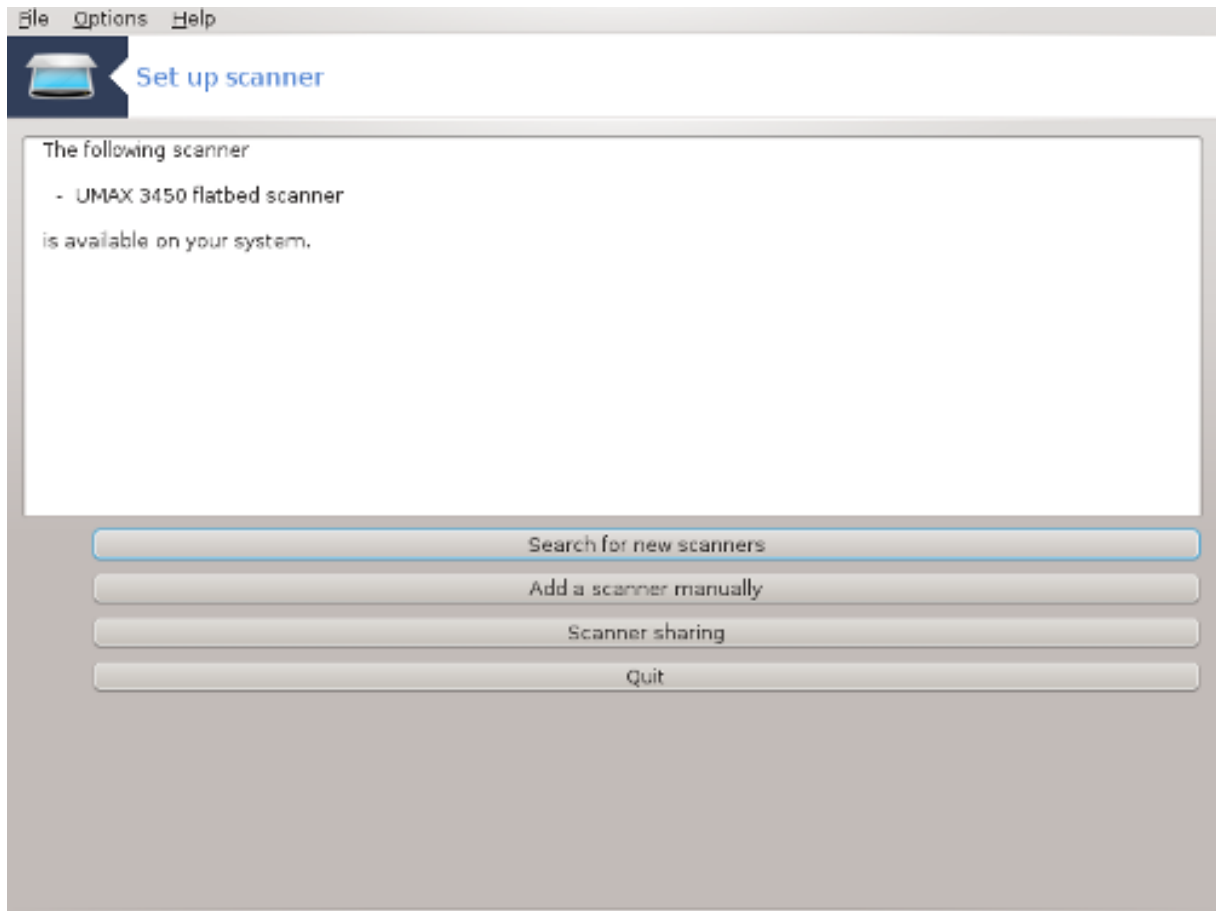 File Options Help
Set up scanner
The following scanner
- UMAX 3450 flatbed scanner
is available on your system.
Search for new scanners
Add a scanner manually
Scanner sharing
Quit